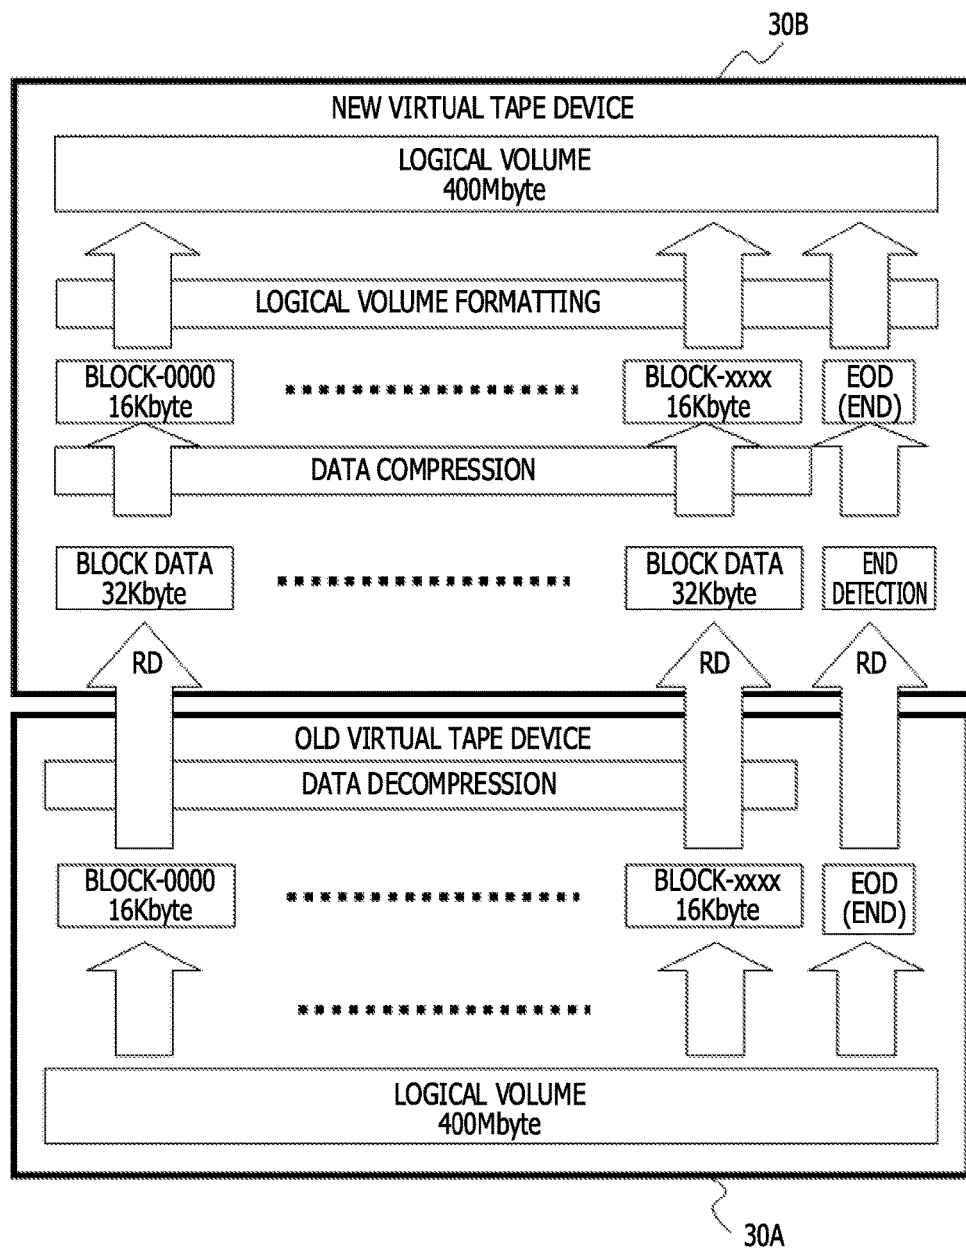 30B
NEW VIRTUAL TAPE DEVICE
LOGICAL VOLUME
400Mbyte
LOGICAL VOLUME FORMATTING
BLOCK-0000
16Kbyte
BLOCK-xxxx
16Kbyte
EOD
(END)
DATA COMPRESSION
BLOCK DATA
32Kbyte
BLOCK DATA
32Kbyte
END
DETECTION
RD
RD
RD
OLD VIRTUAL TAPE DEVICE
DATA DECOMPRESSION
BLOCK-0000
16Kbyte
BLOCK-xxxx
16Kbyte
EOD
(END)
LOGICAL VOLUME
400Mbyte
30A